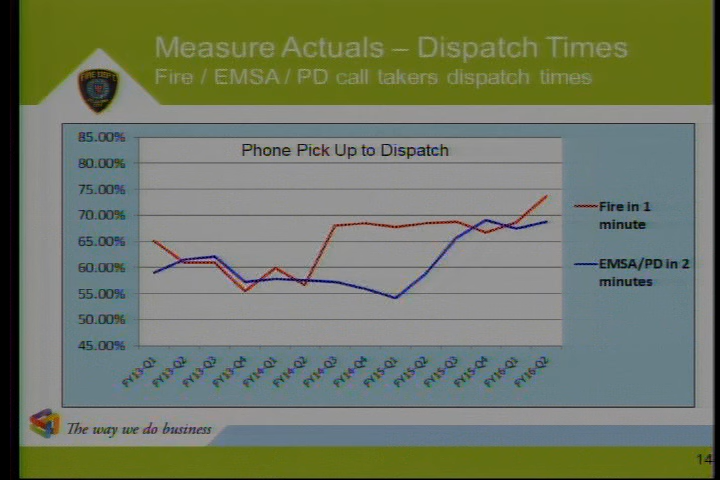 Measure Actuals – Dispatch Times
Fire / EMSA / PD call takers dispatch times
FIRE DEPT
Phone Pick Up to Dispatch
85.00%
80.00%
75.00%
70.00%
65.00%
60.00%
55.00%
50.00%
45.00%
FY13-Q1
FY13-Q2
FY13-Q3
FY13-Q4
FY14-Q1
FY14-Q2
FY14-Q3
FY14-Q4
FY15-Q1
FY15-Q2
FY15-Q3
FY15-Q4
FY16-Q1
FY16-Q2
Fire in 1
minute
EMSA/PD in 2
minutes
The way we do business
14